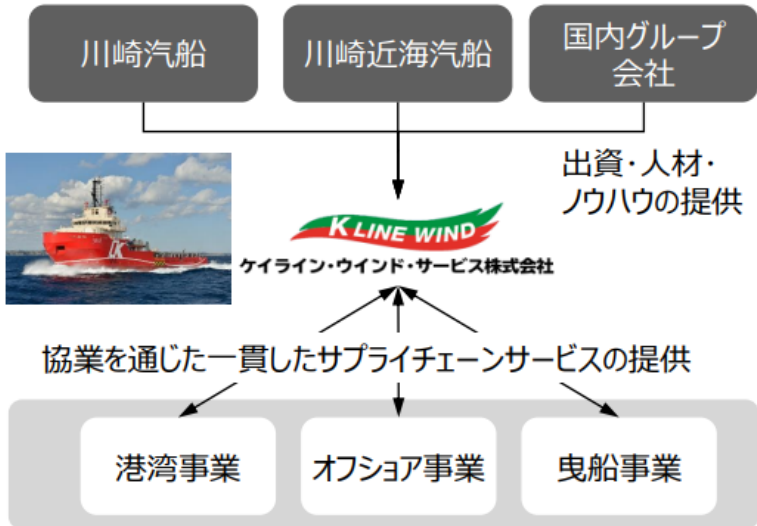 川崎汽船
川崎近海汽船
国内グループ
会社
出資・人材・
ノウハウの提供
K LINE WIND
ケイライン・ウインド・サービス株式会社
協業を通じた一貫したサプライチェーンサービスの提供
港湾事業
オフショア事業
曳船事業